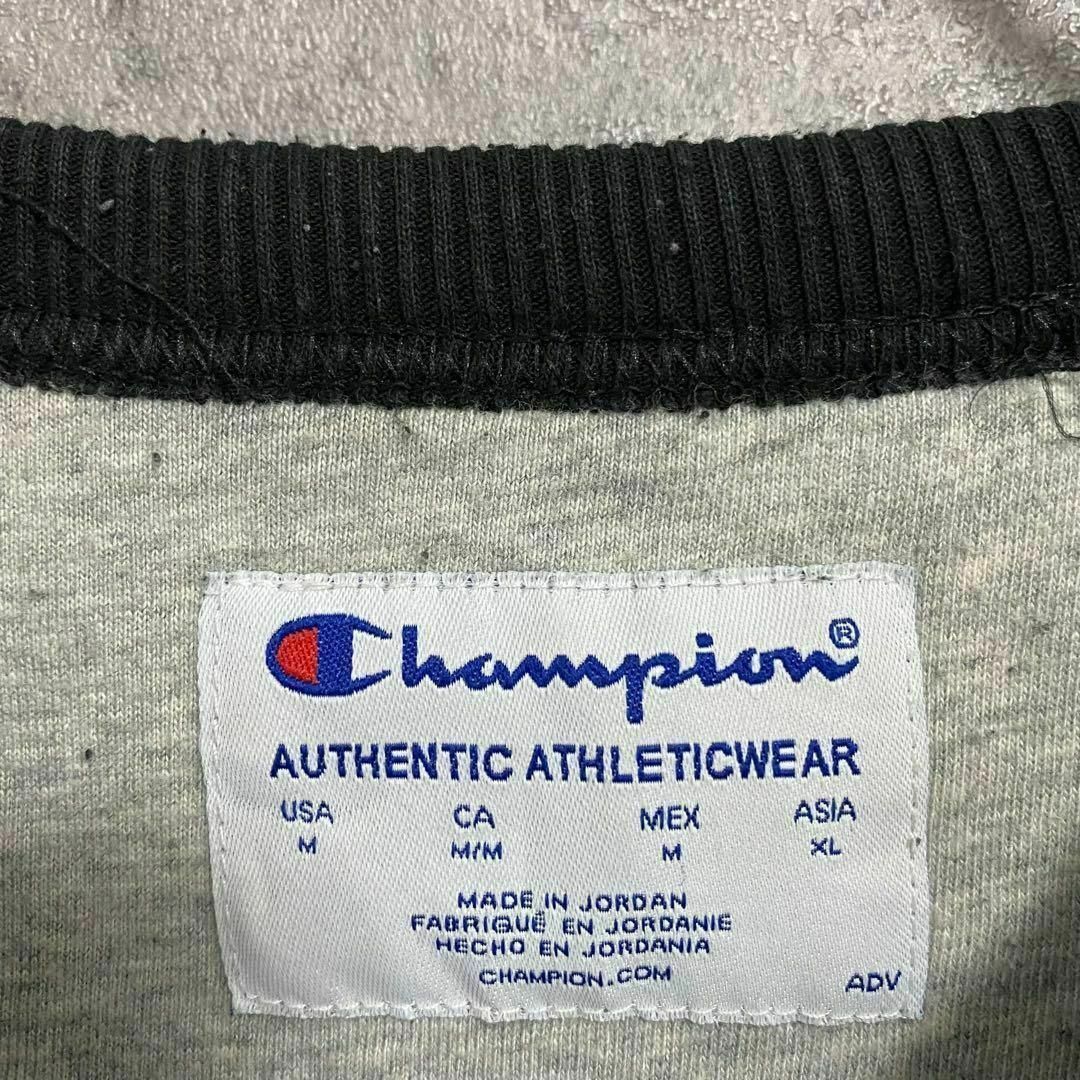 Champion®
AUTHENTIC ATHLETICWEAR
USA CA MEX ASIA
M M/M M XL
MADE IN JORDAN
FABRIQUÉ EN JORDANIE
HECHO EN JORDANIA
CHAMPION.COM
ADV